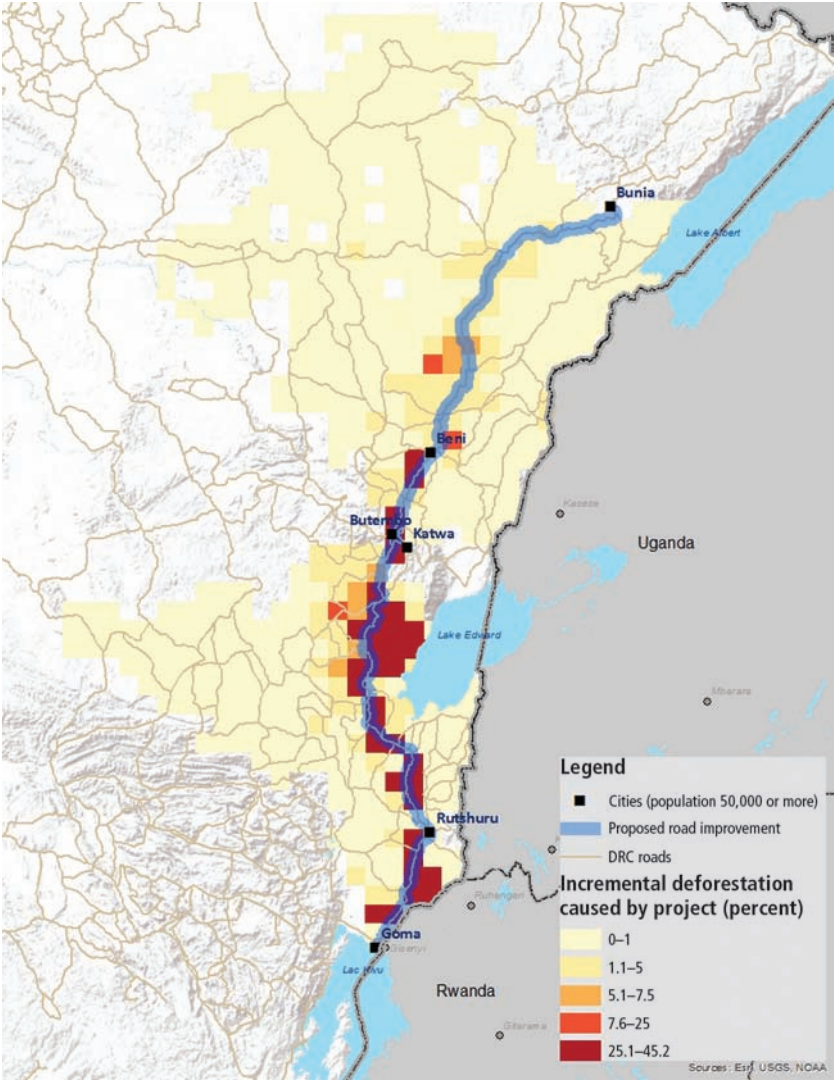 Bunia
Lake Albert
Beni
Butembo
Katwa
Kasese
Uganda
Lake Edward
Mbarara
Legend
Cities (population 50,000 or more)
Proposed road improvement
DRC roads
Incremental deforestation
caused by project (percent)
0–1
1.1–5
5.1–7.5
7.6–25
25.1–45.2
Rutshuru
Goma
Gisenyi
Lac Kivu
Rwanda
Gitarama
Sources: Esri, USGS, NOAA